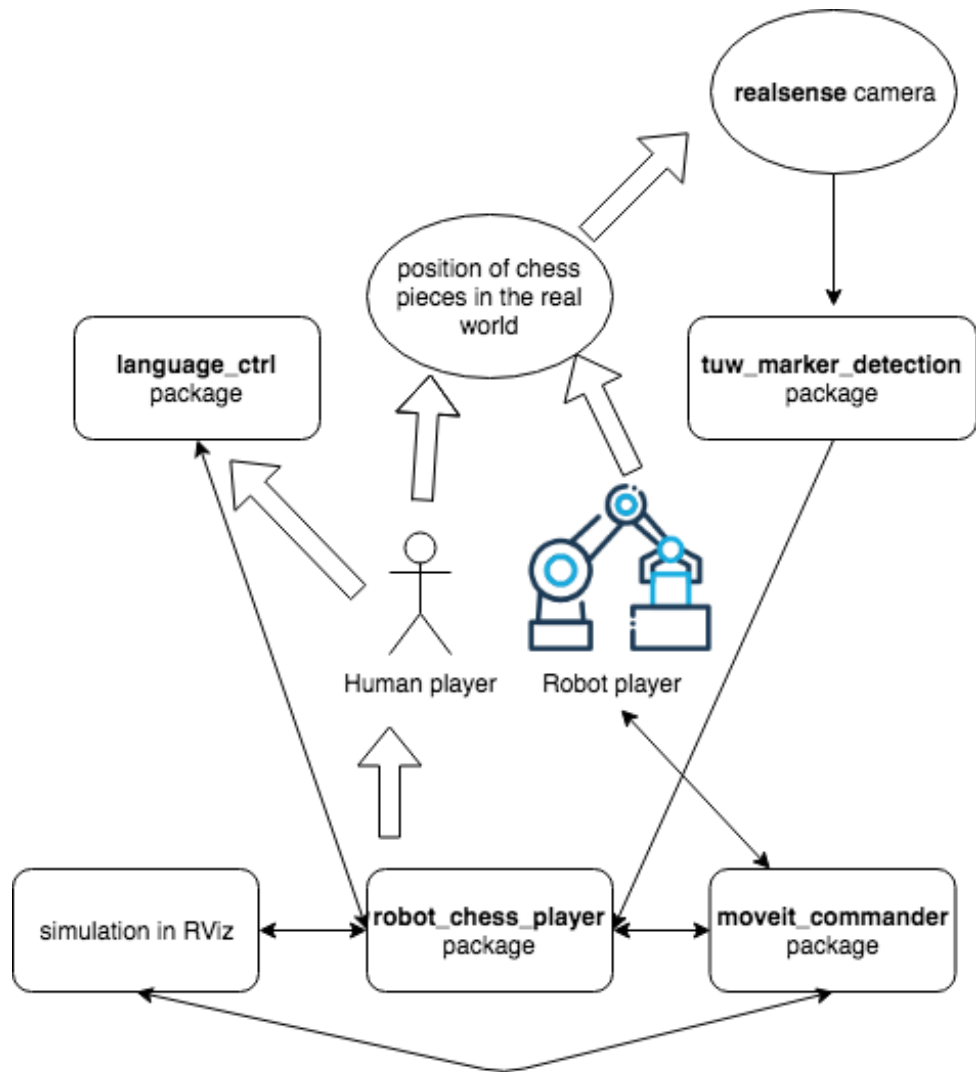 realsense camera
position of chess
pieces in the real
world
language_ctrl
package
tuw_marker_detection
package
Human player
Robot player
simulation in RViz
robot_chess_player
package
moveit_commander
package